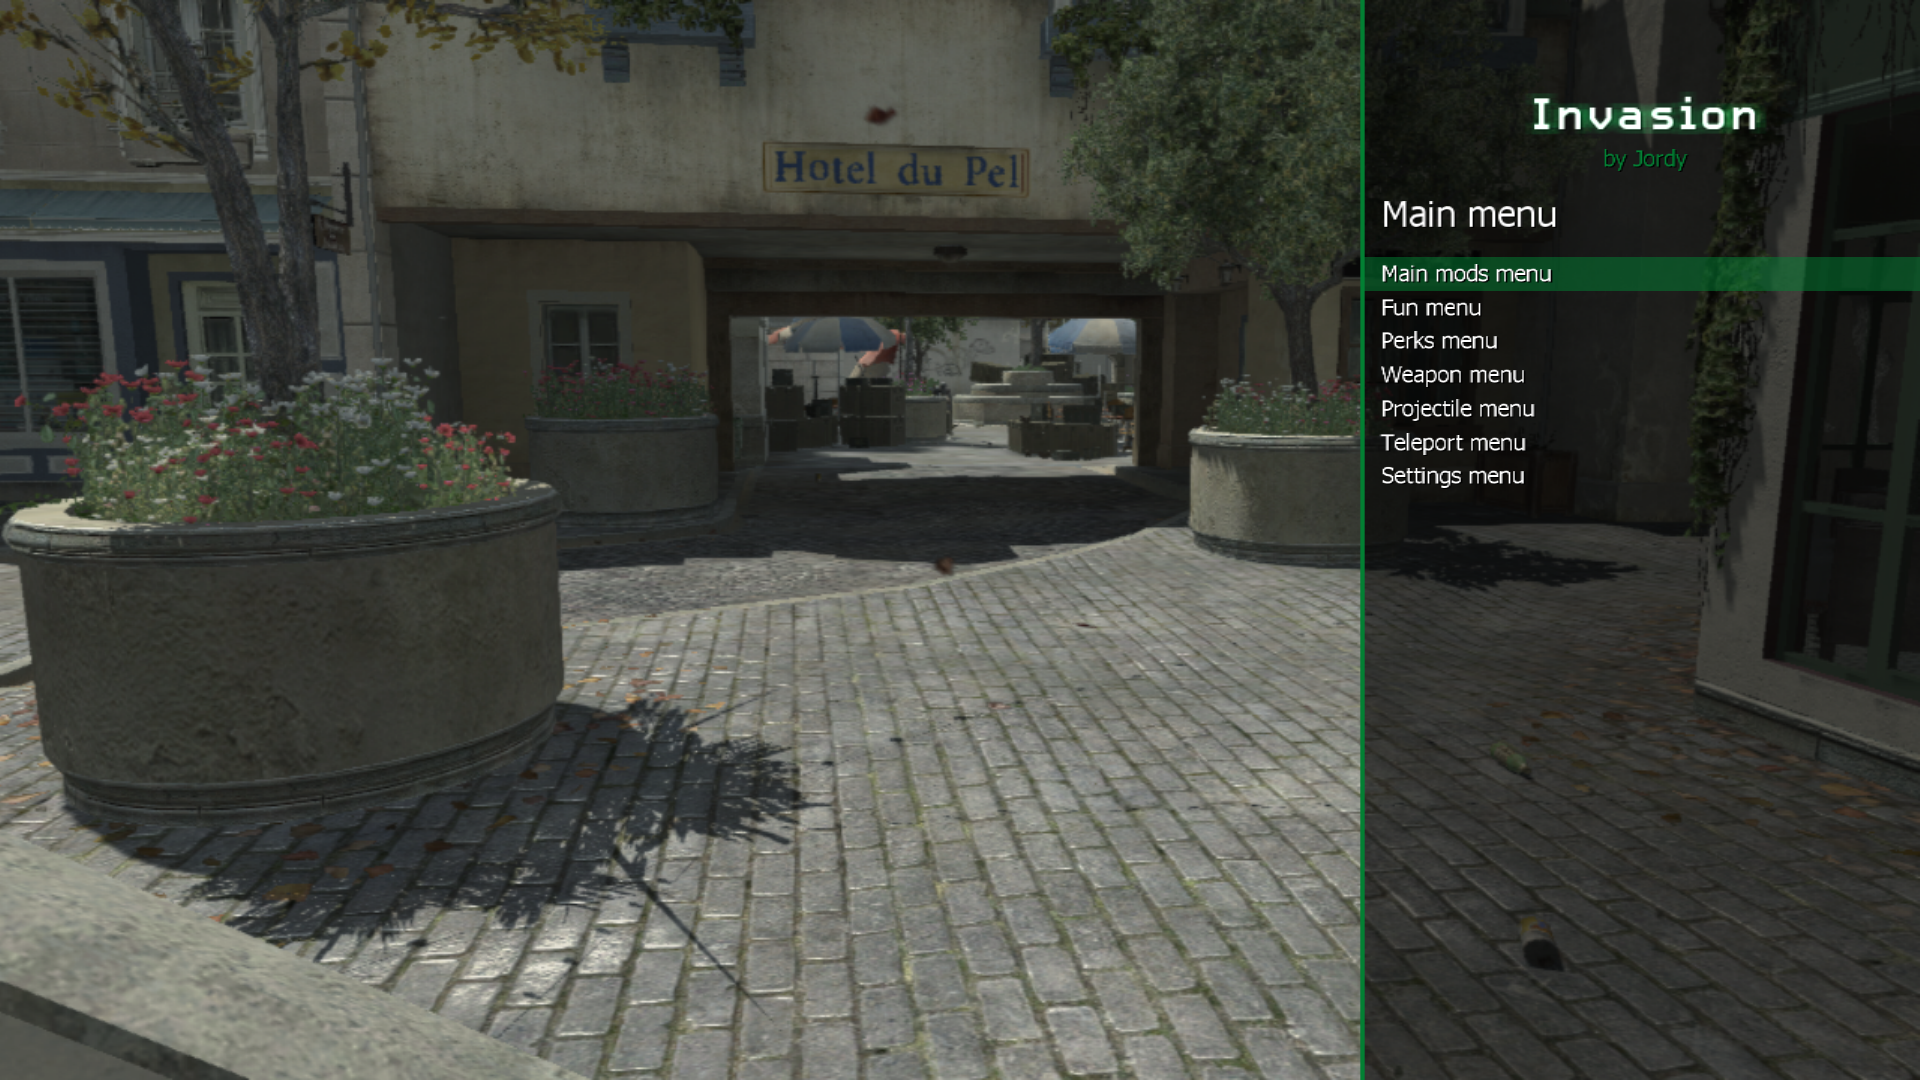 Hotel du Pel
Invasion
by Jordy
Main menu
Main mods menu
Fun menu
Perks menu
Weapon menu
Projectile menu
Teleport menu
Settings menu